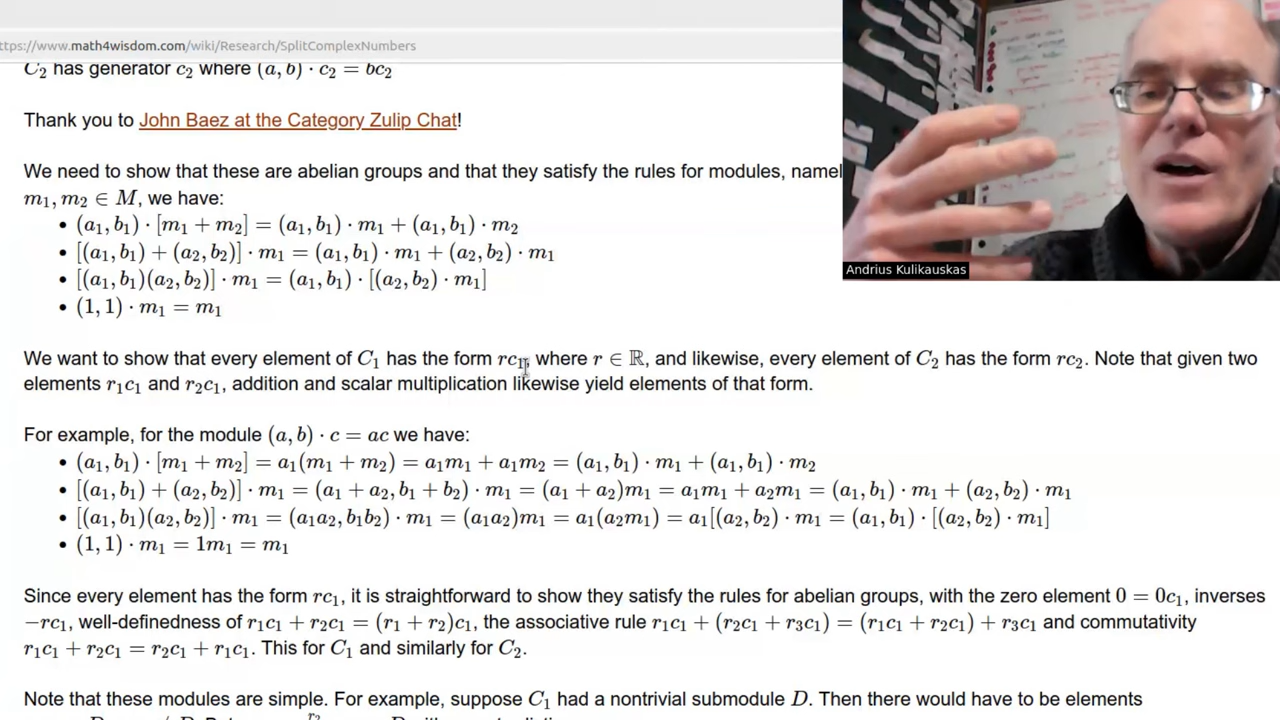 ttps://www.math4wisdom.com/wiki/Research/SplitComplexNumbers
C₂ has generator c₂ where (a, b) · c₂ = bc₂
Thank you to John Baez at the Category Zulip Chat!
We need to show that these are abelian groups and that they satisfy the rules for modules, namel
m₁, m₂ ∈ M, we have:
• (a₁, b₁) · [m₁ + m₂] = (a₁, b₁) · m₁ + (a₁, b₁) · m₂
• [(a₁, b₁) + (a₂, b₂)] · m₁ = (a₁, b₁) · m₁ + (a₂, b₂) · m₁
• [(a₁, b₁)(a₂, b₂)] · m₁ = (a₁, b₁) · [(a₂, b₂) · m₁]
• (1, 1) · m₁ = m₁
Andrius Kulikauskas
We want to show that every element of C₁ has the form rc₁, where r ∈ ℝ, and likewise, every element of C₂ has the form rc₂. Note that given two
elements r₁c₁ and r₂c₁, addition and scalar multiplication likewise yield elements of that form.
For example, for the module (a, b) · c = ac we have:
• (a₁, b₁) · [m₁ + m₂] = a₁(m₁ + m₂) = a₁m₁ + a₁m₂ = (a₁, b₁) · m₁ + (a₁, b₁) · m₂
• [(a₁, b₁) + (a₂, b₂)] · m₁ = (a₁ + a₂, b₁ + b₂) · m₁ = (a₁ + a₂)m₁ = a₁m₁ + a₂m₁ = (a₁, b₁) · m₁ + (a₂, b₂) · m₁
• [(a₁, b₁)(a₂, b₂)] · m₁ = (a₁a₂, b₁b₂) · m₁ = (a₁a₂)m₁ = a₁(a₂m₁) = a₁[(a₂, b₂) · m₁ = (a₁, b₁) · [(a₂, b₂) · m₁]
• (1, 1) · m₁ = 1m₁ = m₁
Since every element has the form rc₁, it is straightforward to show they satisfy the rules for abelian groups, with the zero element 0 = 0c₁, inverses
−rc₁, well-definedness of r₁c₁ + r₂c₁ = (r₁ + r₂)c₁, the associative rule r₁c₁ + (r₂c₁ + r₃c₁) = (r₁c₁ + r₂c₁) + r₃c₁ and commutativity
r₁c₁ + r₂c₁ = r₂c₁ + r₁c₁. This for C₁ and similarly for C₂.
Note that these modules are simple. For example, suppose C₁ had a nontrivial submodule D. Then there would have to be elements